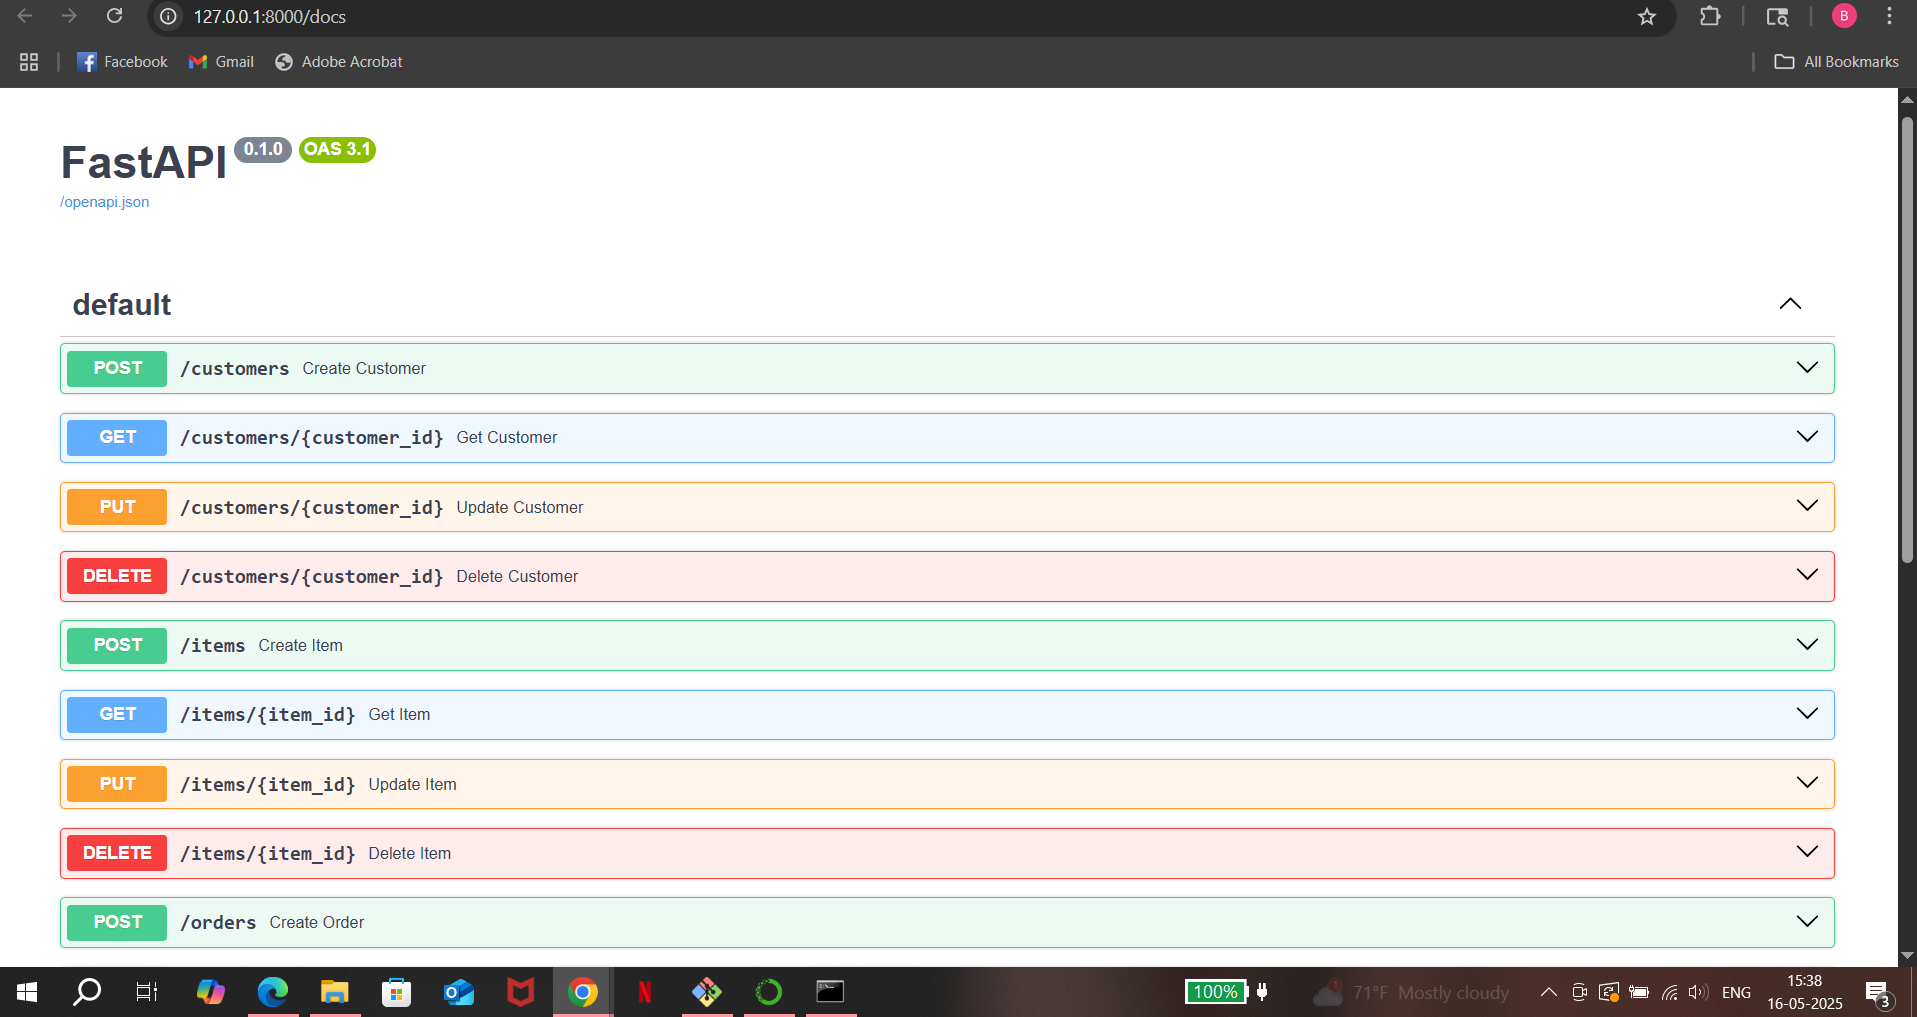 127.0.0.1:8000/docs
B
Facebook
Gmail
Adobe Acrobat
All Bookmarks
FastAPI 0.1.0 OAS 3.1
/openapi.json
default
POST /customers Create Customer
GET /customers/{customer_id} Get Customer
PUT /customers/{customer_id} Update Customer
DELETE /customers/{customer_id} Delete Customer
POST /items Create Item
GET /items/{item_id} Get Item
PUT /items/{item_id} Update Item
DELETE /items/{item_id} Delete Item
POST /orders Create Order
100%
1
71°F Mostly cloudy
ENG
15:38
16-05-2025
3